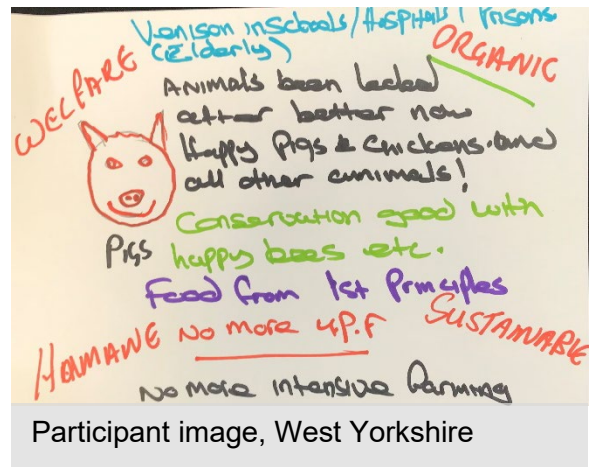 Venison in Schools / Hospitals / Prisons
(Elderly)
ORGANIC
WELFARE
Animals been looked
after better now
Happy Pigs & Chickens. and
all other animals!
Conservation good with
Pigs happy bees etc.
Food from 1st Principles
HUMANE No more U.P.F SUSTAINABLE
No more intensive farming
Participant image, West Yorkshire